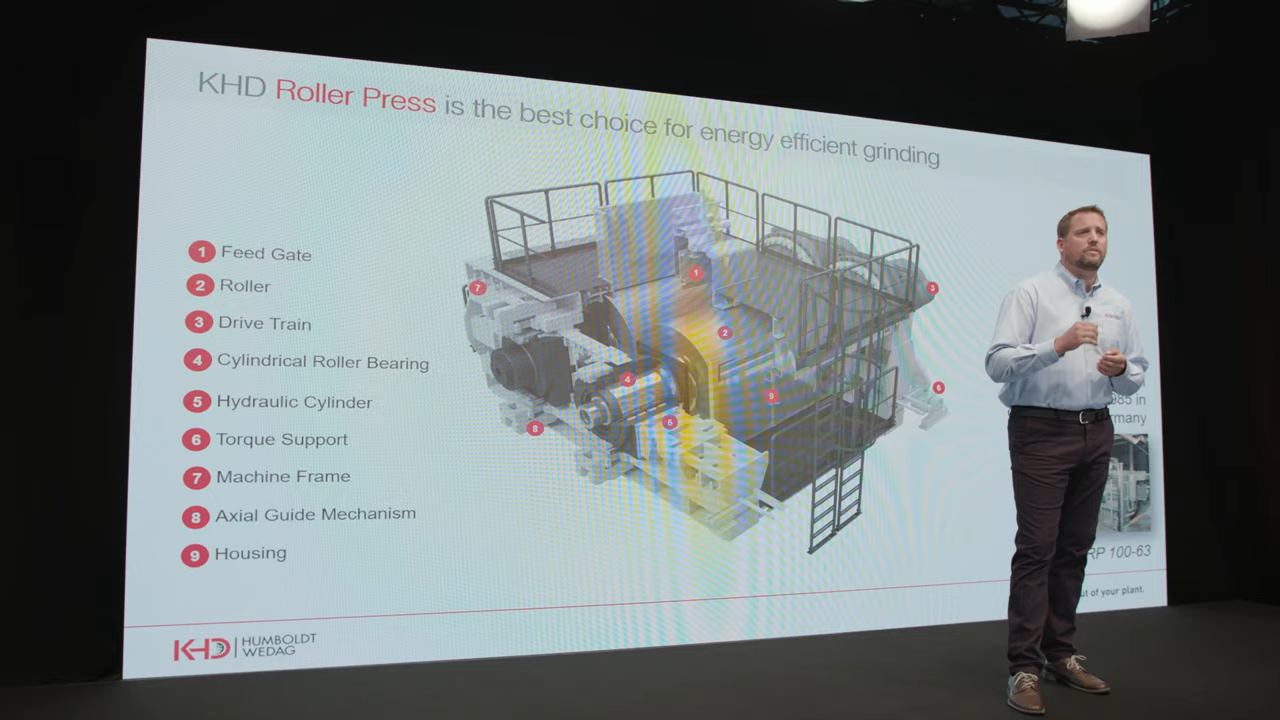 KHD Roller Press is the best choice for energy efficient grinding
1 Feed Gate
2 Roller
3 Drive Train
4 Cylindrical Roller Bearing
5 Hydraulic Cylinder
6 Torque Support
7 Machine Frame
8 Axial Guide Mechanism
9 Housing
1
2
3
4
5
6
7
8
9
in
RP 100-63
of your plant.
KHD HUMBOLDT
WEDAG